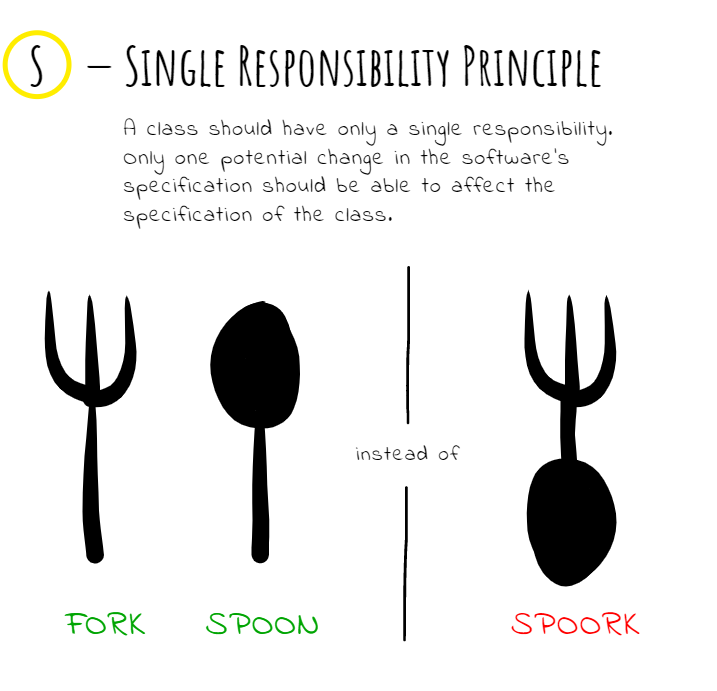 S – Single Responsibility Principle
A class should have only a single responsibility.
Only one potential change in the software's
specification should be able to affect the
specification of the class.
instead of
FORK SPOON SPOORK